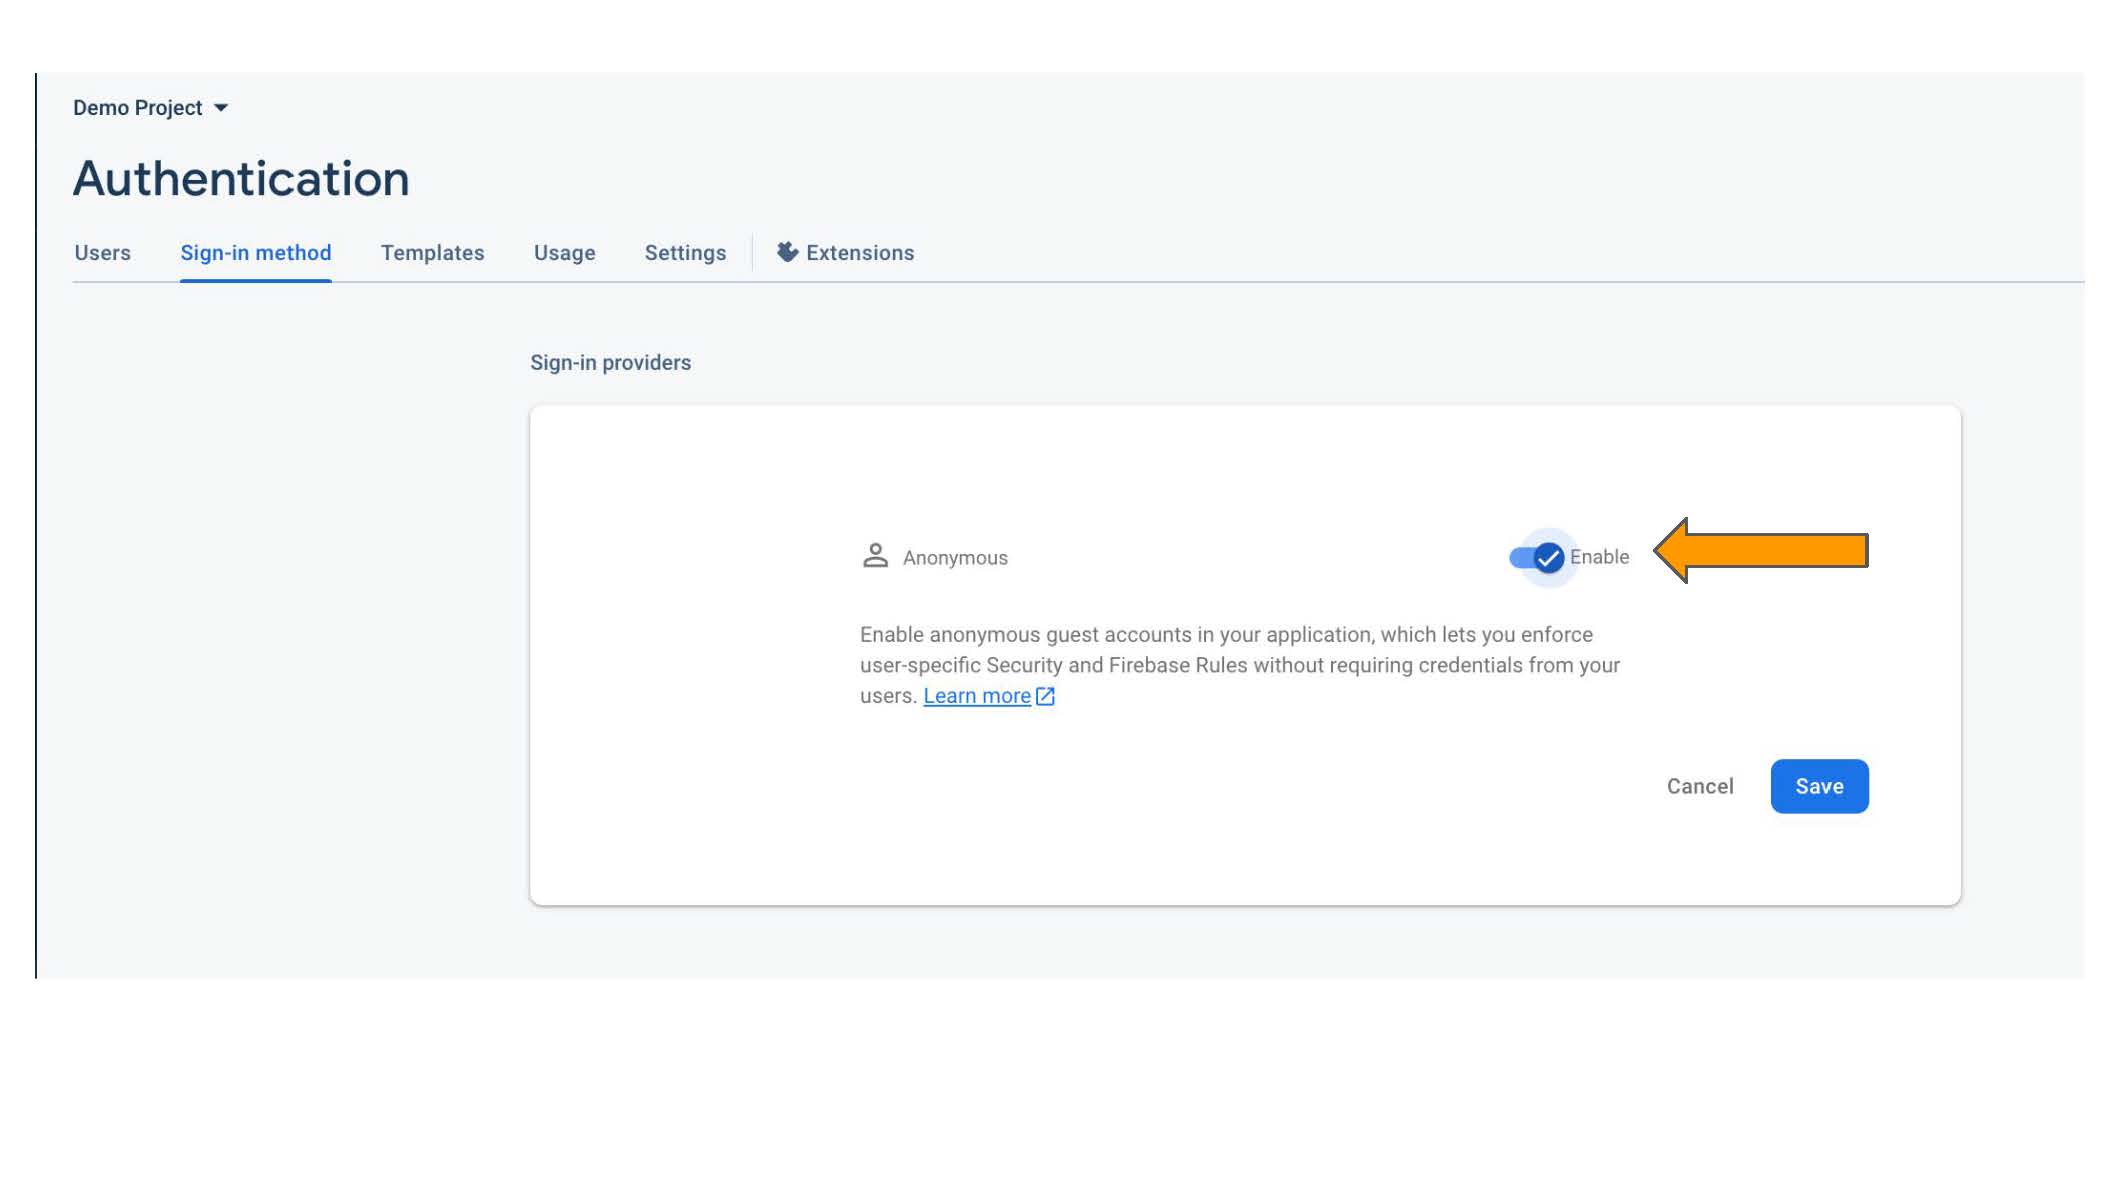 Demo Project
Authentication
Users Sign-in method Templates Usage Settings Extensions
Sign-in providers
Anonymous Enable
Enable anonymous guest accounts in your application, which lets you enforce
user-specific Security and Firebase Rules without requiring credentials from your
users. Learn more
Cancel Save